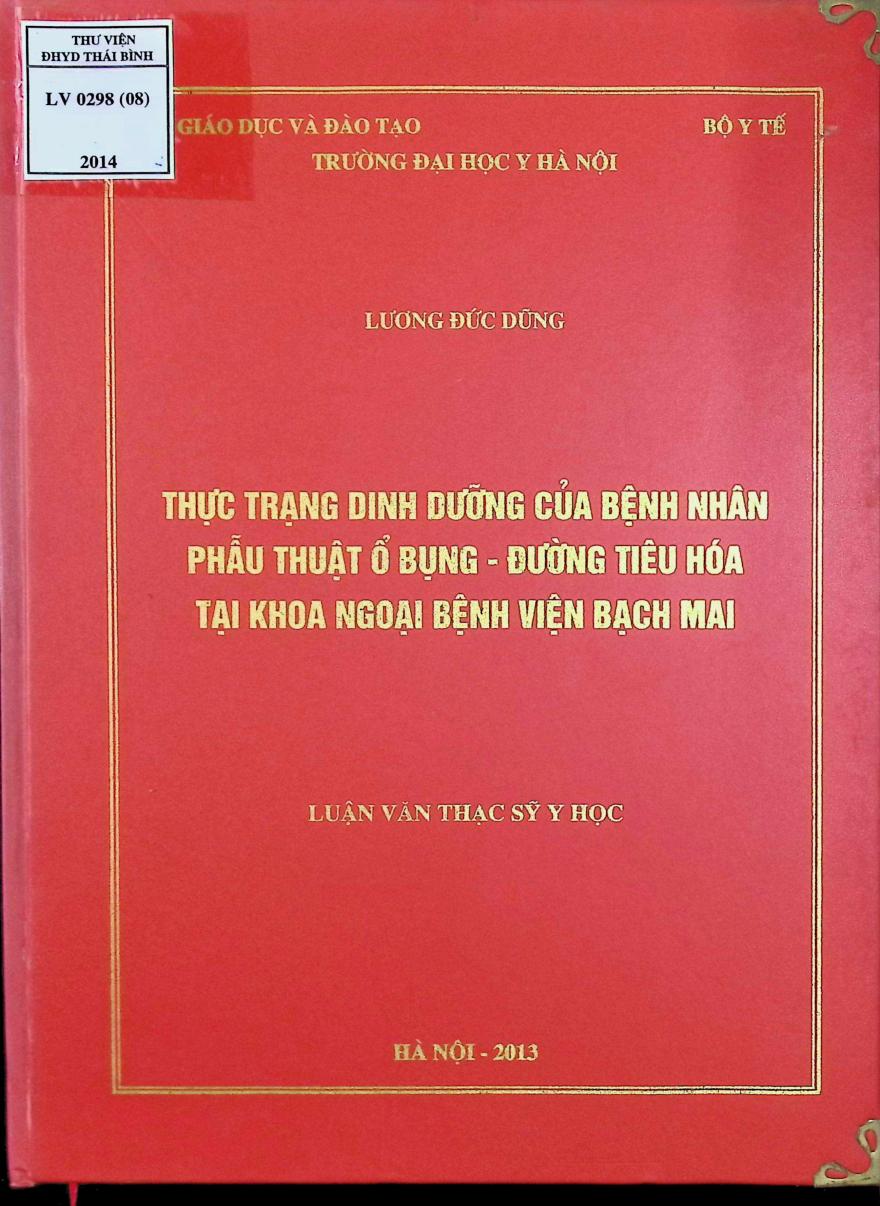 THƯ VIỆN
ĐHYD THÁI BÌNH
LV 0298 (08)
2014
GIÁO DỤC VÀ ĐÀO TẠO BỘ Y TẾ
TRƯỜNG ĐẠI HỌC Y HÀ NỘI
LƯƠNG ĐỨC DŨNG
THỰC TRẠNG DINH DƯỠNG CỦA BỆNH NHÂN
PHẪU THUẬT Ổ BỤNG - ĐƯỜNG TIÊU HÓA
TẠI KHOA NGOẠI BỆNH VIỆN BẠCH MAI
LUẬN VĂN THẠC SỸ Y HỌC
HÀ NỘI - 2013